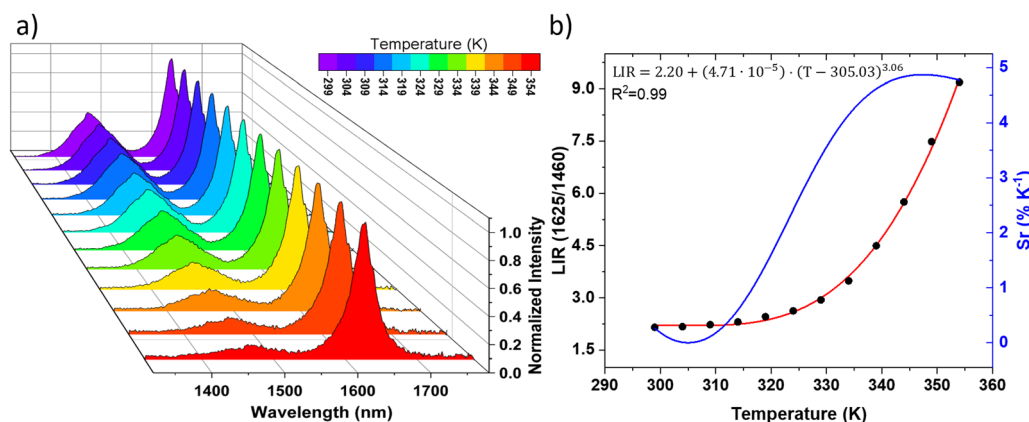 a)
Temperature (K)
299 304 309 314 319 324 329 334 339 344 349 354
1.0
0.8
0.6
0.4
0.2
0.0
Normalized Intensity
1400 1500 1600 1700
Wavelength (nm)
b)
LIR = 2.20 + (4.71 · 10⁻⁵) · (T − 305.03)³·⁰⁶
R²=0.99
9.0
7.5
6.0
4.5
3.0
1.5
LIR (1625/1460)
5
4
3
2
1
0
Sr (% K⁻¹)
290 300 310 320 330 340 350 360
Temperature (K)